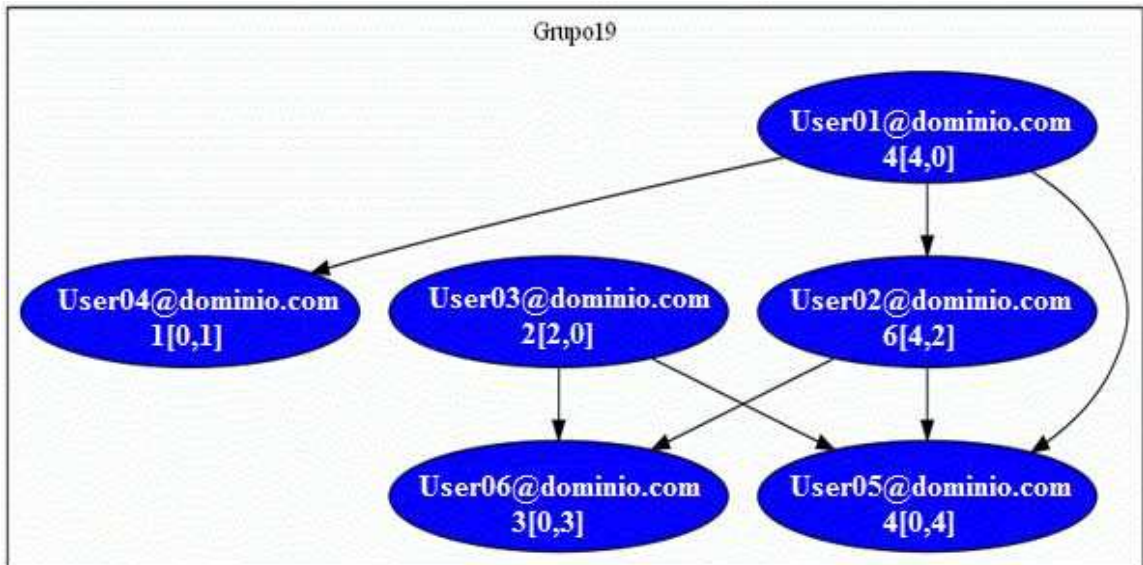 Grupo19
User01@dominio.com
4[4,0]
User04@dominio.com
1[0,1]
User03@dominio.com
2[2,0]
User02@dominio.com
6[4,2]
User06@dominio.com
3[0,3]
User05@dominio.com
4[0,4]